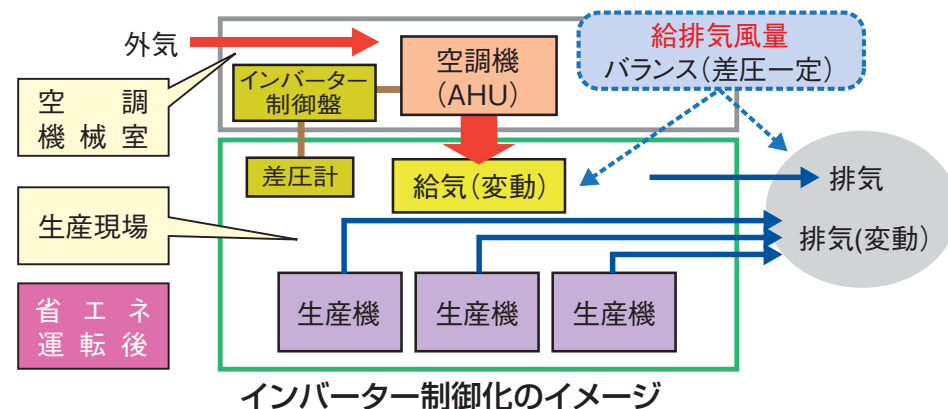 外気
給排気風量
バランス(差圧一定)
空調機
(AHU)
インバーター
制御盤
空調
機械室
差圧計
給気(変動)
排気
生産現場
排気(変動)
省エネ
運転後
生産機
生産機
生産機
インバーター制御化のイメージ